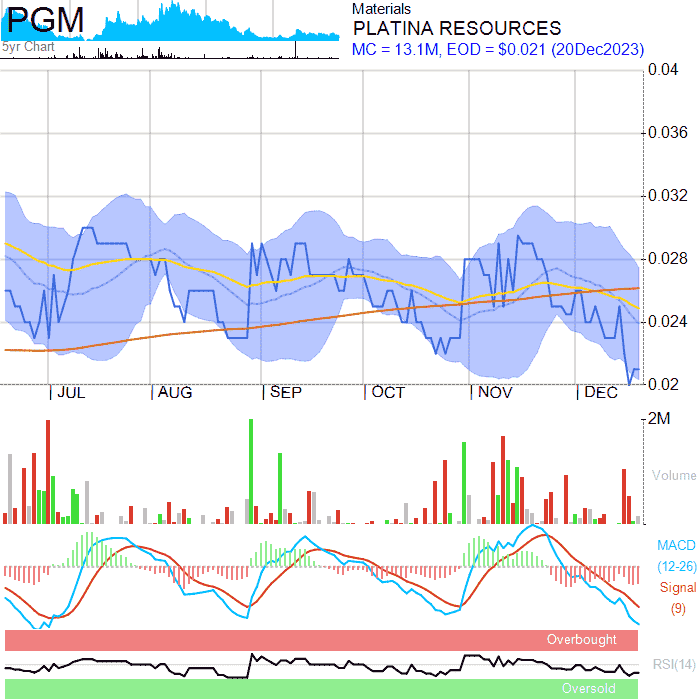 PGM
5yr Chart
Materials
PLATINA RESOURCES
MC = 13.1M, EOD = $0.021 (20Dec2023)
0.04
0.036
0.032
0.028
0.024
0.02
JUL AUG SEP OCT NOV DEC
2M
Volume
MACD
(12-26)
Signal
(9)
Overbought
RSI(14)
Oversold